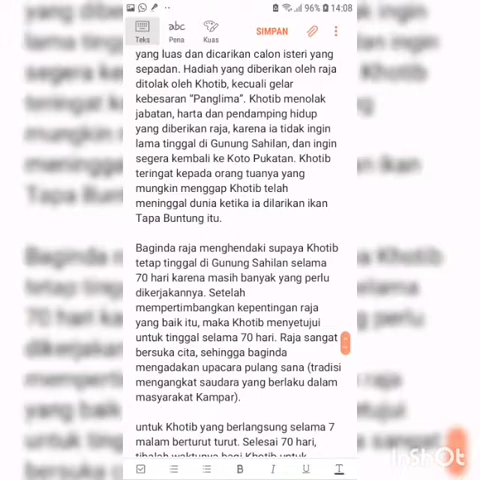 96% 14:08
Teks
Pena
Kuas
SIMPAN
yang luas dan dicarikan calon isteri yang
sepadan. Hadiah yang diberikan oleh raja
ditolak oleh Khotib, kecuali gelar
kebesaran “Panglima”. Khotib menolak
jabatan, harta dan pendamping hidup
yang diberikan raja, karena ia tidak ingin
lama tinggal di Gunung Sahilan, dan ingin
segera kembali ke Koto Pukatan. Khotib
teringat kepada orang tuanya yang
mungkin menggap Khotib telah
meninggal dunia ketika ia dilarikan ikan
Tapa Buntung itu.
Baginda raja menghendaki supaya Khotib
tetap tinggal di Gunung Sahilan selama
70 hari karena masih banyak yang perlu
dikerjakannya. Setelah
mempertimbangkan kepentingan raja
yang baik itu, maka Khotib menyetujui
untuk tinggal selama 70 hari. Raja sangat
bersuka cita, sehingga baginda
mengadakan upacara pulang sana (tradisi
mengangkat saudara yang berlaku dalam
masyarakat Kampar).
untuk Khotib yang berlangsung selama 7
malam berturut turut. Selesai 70 hari,
tibalah waktunya bagi Khotib untuk
B I U T
VivaVideo